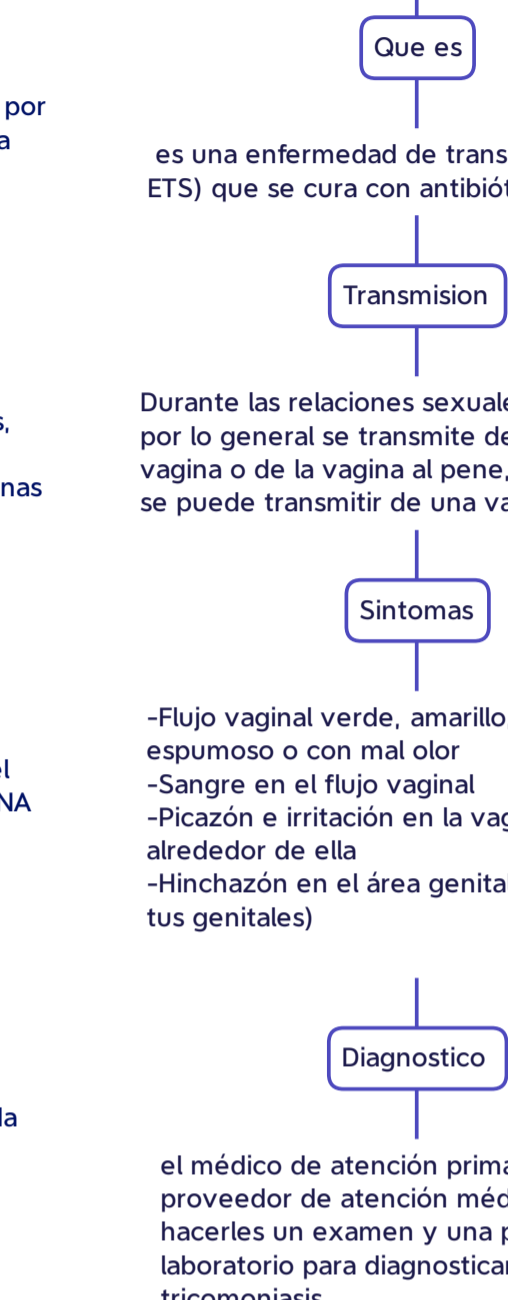 Que es
por
a
es una enfermedad de trans
ETS) que se cura con antibiót
Transmision
Durante las relaciones sexuale
s,
por lo general se transmite de
vagina o de la vagina al pene,
nas
se puede transmitir de una va
Sintomas
-Flujo vaginal verde, amarillo,
espumoso o con mal olor
el
-Sangre en el flujo vaginal
NA
-Picazón e irritación en la vag
alrededor de ella
-Hinchazón en el área genital
tus genitales)
Diagnostico
la
el médico de atención prima
proveedor de atención méd
hacerles un examen y una p
laboratorio para diagnosticar
tricomoniasis